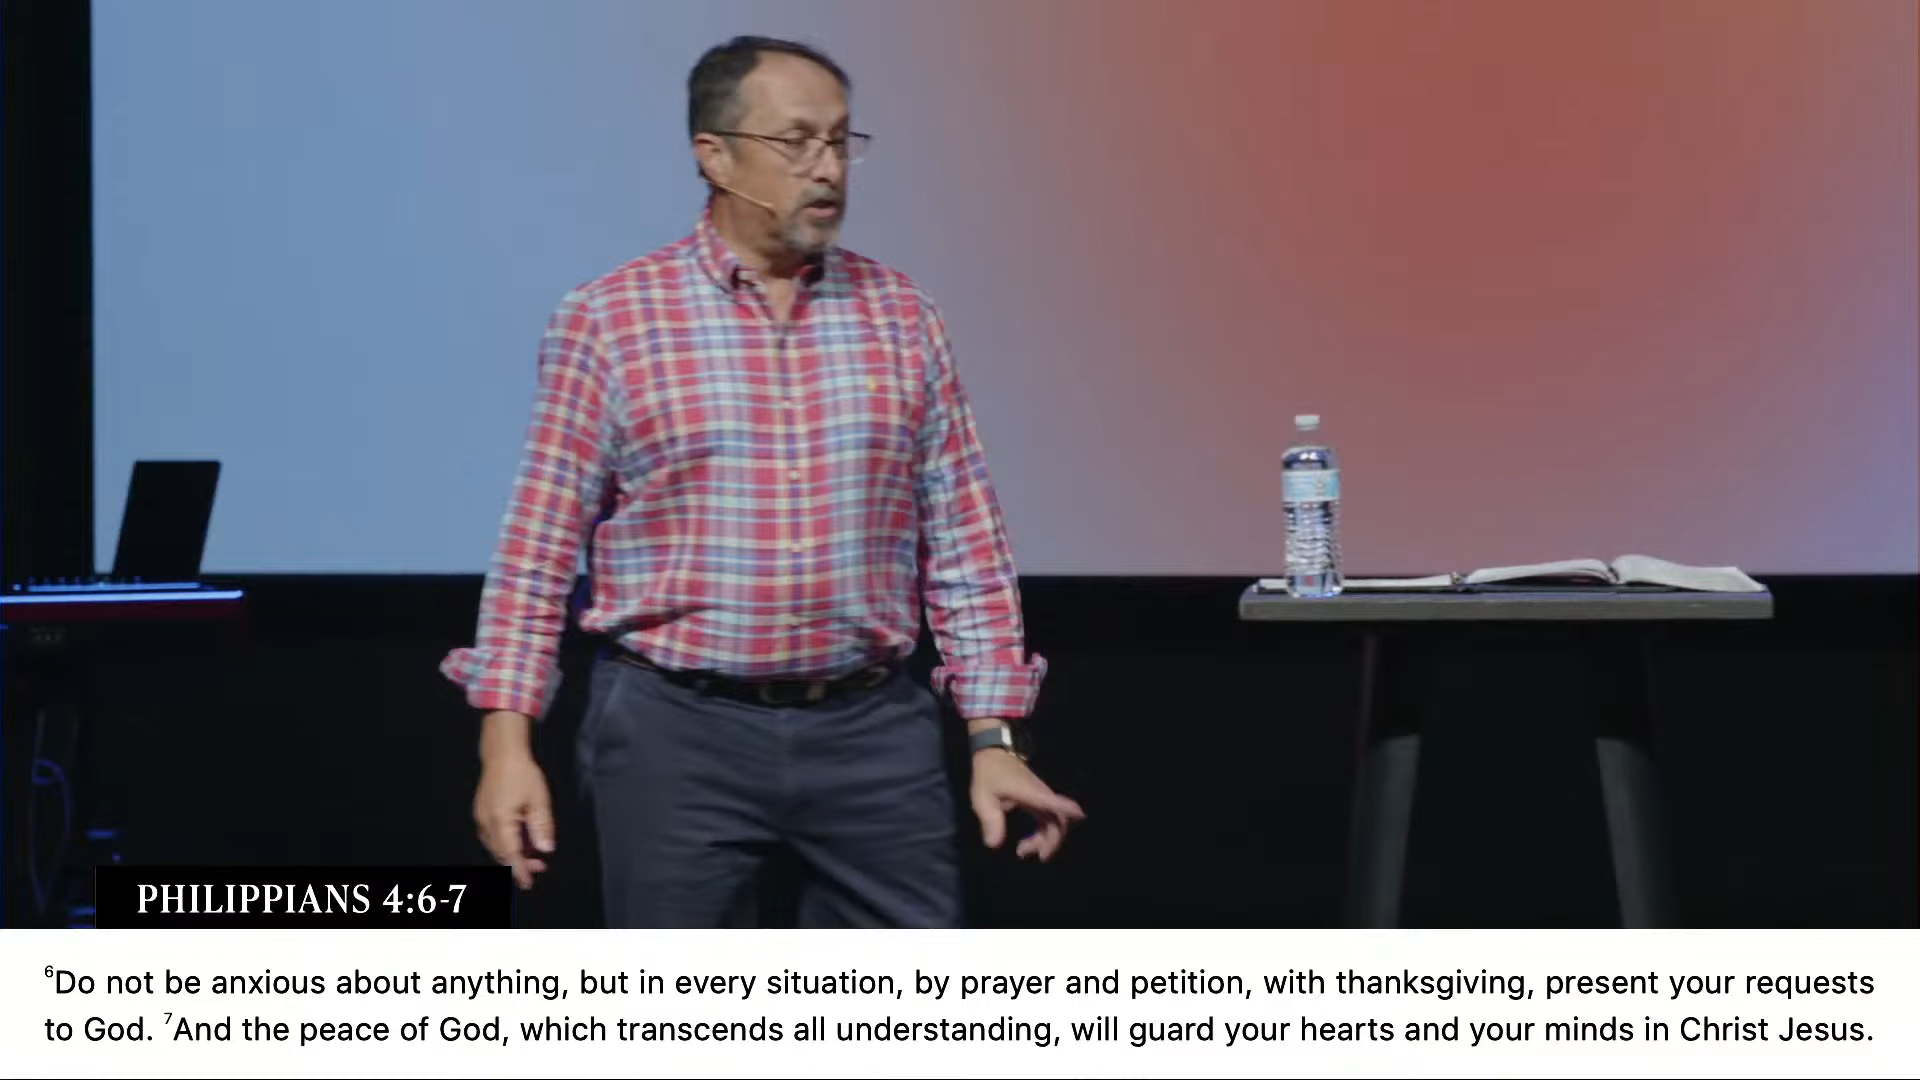 PHILIPPIANS 4:6-7
⁶Do not be anxious about anything, but in every situation, by prayer and petition, with thanksgiving, present your requests
to God. ⁷And the peace of God, which transcends all understanding, will guard your hearts and your minds in Christ Jesus.